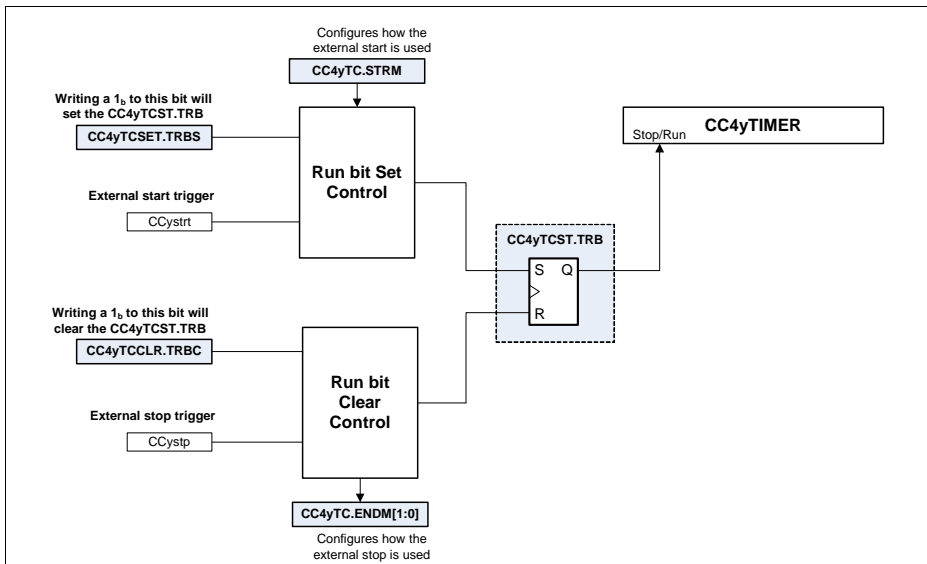 Configures how the
external start is used
CC4yTC.STRM
Writing a 1b to this bit will
set the CC4yTCST.TRB
CC4yTCSET.TRBS
External start trigger
CCystrt
Run bit Set
Control
CC4yTIMER
Stop/Run
CC4yTCST.TRB
S Q
R
Writing a 1b to this bit will
clear the CC4yTCST.TRB
CC4yTCCLR.TRBC
External stop trigger
CCystp
Run bit
Clear
Control
CC4yTC.ENDM[1:0]
Configures how the
external stop is used